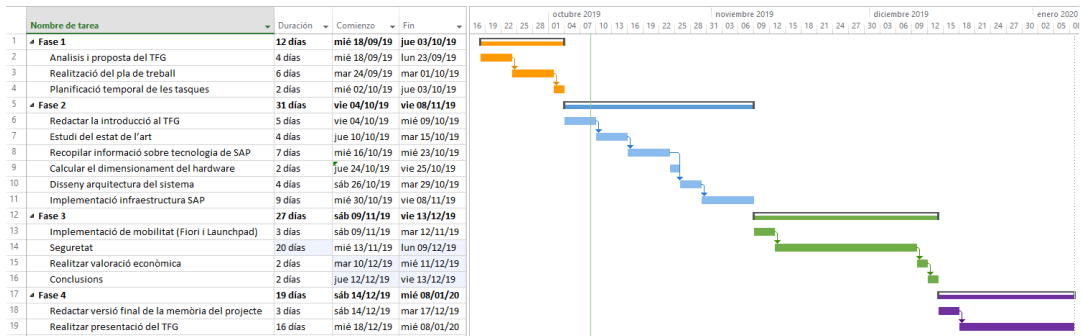 octubre 2019 noviembre 2019 diciembre 2019 enero 2020
Nombre de tarea Duración Comienzo Fin 16 19 22 25 28 01 04 07 10 13 16 19 22 25 28 31 03 06 09 12 15 18 21 24 27 30 03 06 09 12 15 18 21 24 27 30 02 05 08
1 Fase 1 12 días mié 18/09/19 jue 03/10/19
2 Analisis i proposta del TFG 4 días mié 18/09/19 lun 23/09/19
3 Realització del pla de treball 6 días mar 24/09/19 mar 01/10/19
4 Planificació temporal de les tasques 2 días mié 02/10/19 jue 03/10/19
5 Fase 2 31 días vie 04/10/19 vie 08/11/19
6 Redactar la introducció al TFG 5 días vie 04/10/19 mié 09/10/19
7 Estudi del estat de l'art 4 días jue 10/10/19 mar 15/10/19
8 Recopilar informació sobre tecnologia de SAP 7 días mié 16/10/19 mié 23/10/19
9 Calcular el dimensionament del hardware 2 días jue 24/10/19 vie 25/10/19
10 Disseny arquitectura del sistema 4 días sáb 26/10/19 mar 29/10/19
11 Implementació infraestructura SAP 9 días mié 30/10/19 vie 08/11/19
12 Fase 3 27 días sáb 09/11/19 vie 13/12/19
13 Implementació de mobilitat (Fiori i Launchpad) 3 días sáb 09/11/19 mar 12/11/19
14 Seguretat 20 días mié 13/11/19 lun 09/12/19
15 Realitzar valoració econòmica 2 días mar 10/12/19 mié 11/12/19
16 Conclusions 2 días jue 12/12/19 vie 13/12/19
17 Fase 4 19 días sáb 14/12/19 mié 08/01/20
18 Redactar versió final de la memòria del projecte 3 días sáb 14/12/19 mar 17/12/19
19 Realitzar presentació del TFG 16 días mié 18/12/19 mié 08/01/20